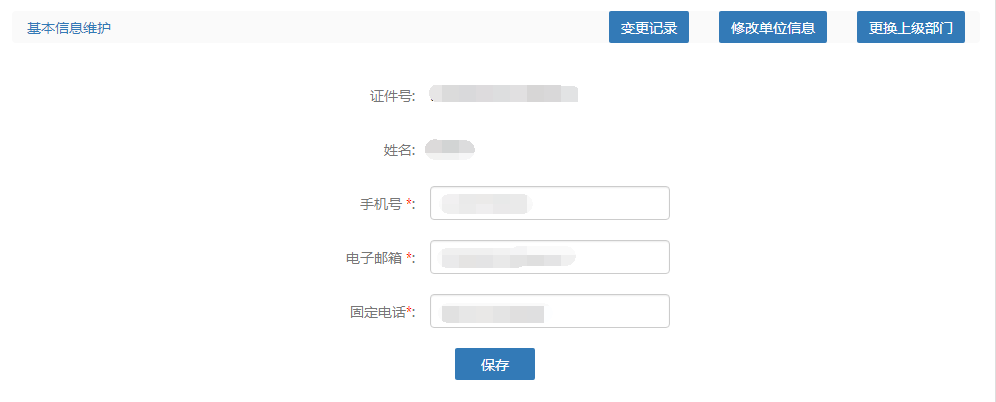 基本信息维护 变更记录 修改单位信息 更换上级部门
证件号:
姓名:
手机号 *:
电子邮箱 *:
固定电话*:
保存